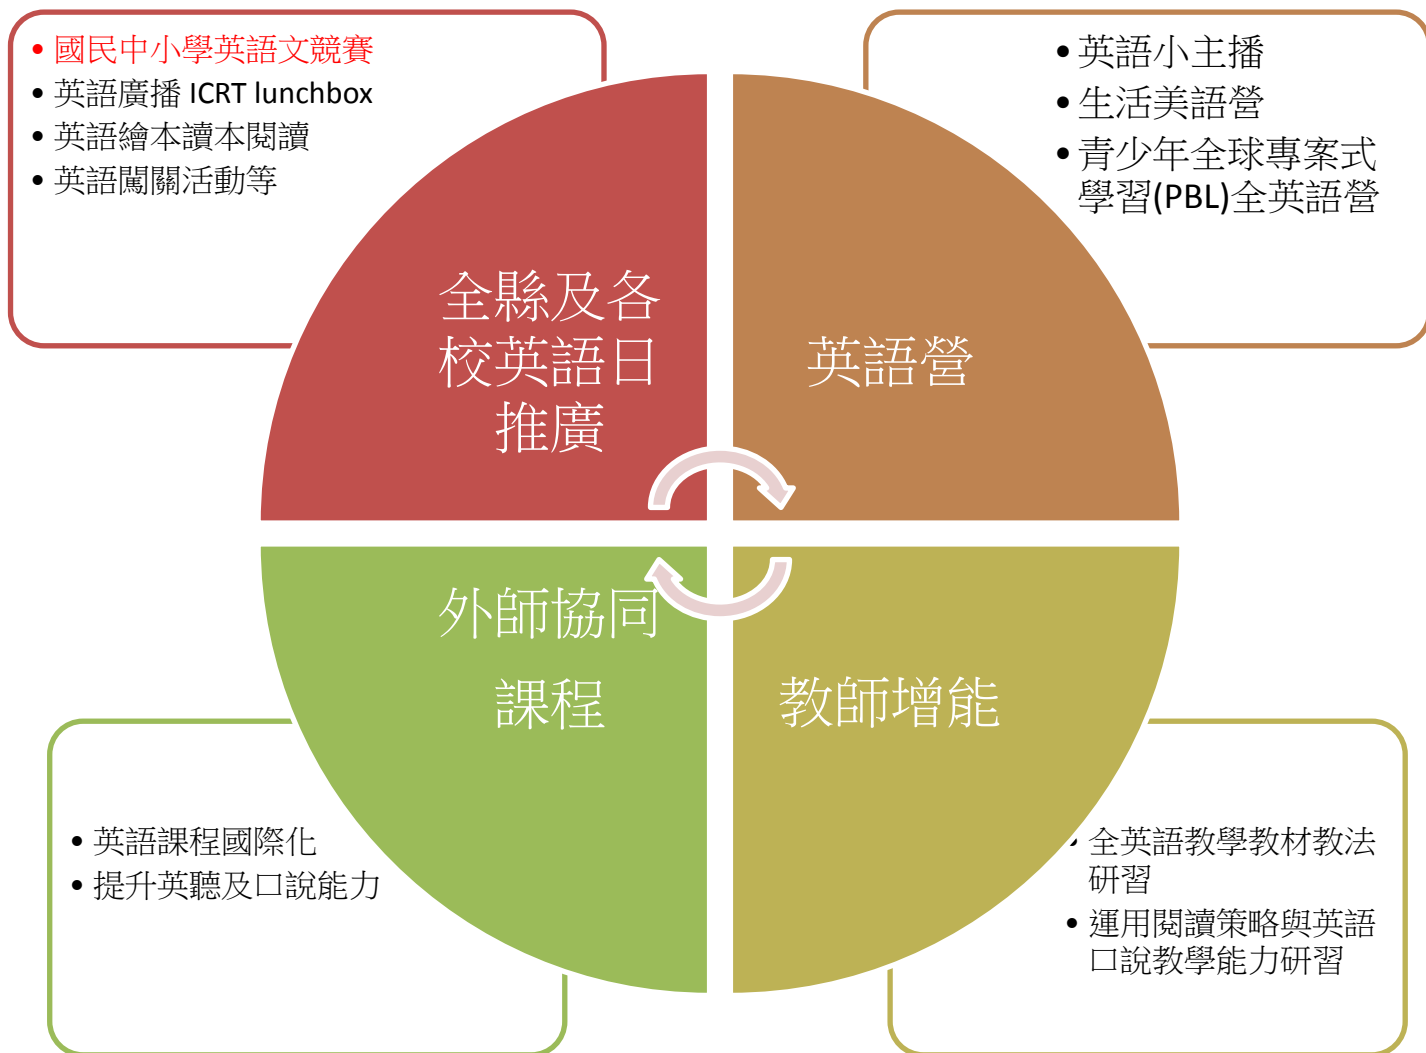 • 國民中小學英語文競賽
• 英語廣播 ICRT lunchbox
• 英語繪本讀本閱讀
• 英語闖關活動等
• 英語小主播
• 生活美語營
• 青少年全球專案式
學習(PBL)全英語營
全縣及各
校英語日
推廣
英語營
外師協同
課程
教師增能
• 英語課程國際化
• 提升英聽及口說能力
• 全英語教學教材教法
研習
• 運用閱讀策略與英語
口說教學能力研習